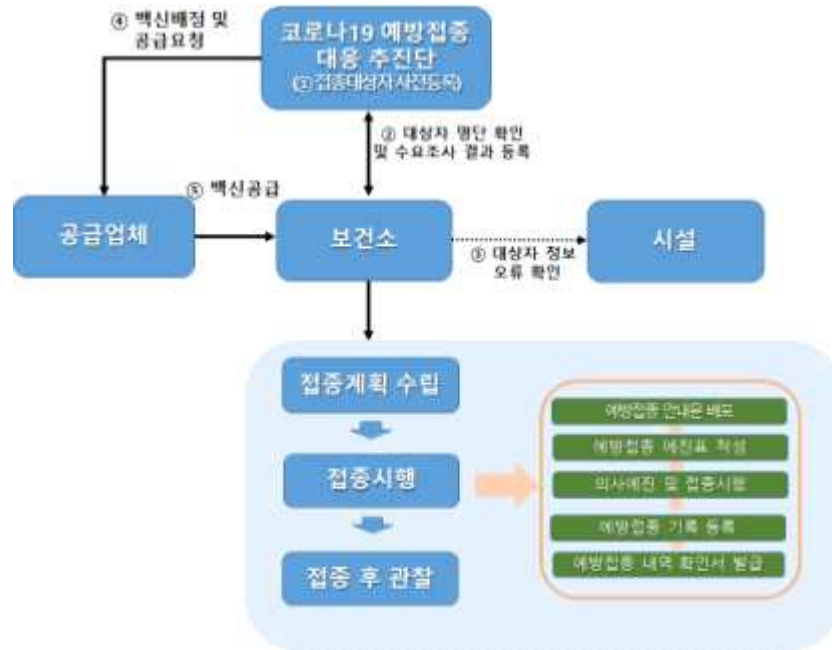 ④ 백신배정 및
공급요청
코로나19 예방접종
대응 추진단
(① 접종대상자 사전등록)
② 대상자 명단 확인
및 수요조사 결과 등록
⑤ 백신공급
공급업체
보건소
시설
③ 대상자 정보
오류 확인
접종계획 수립
접종시행
접종 후 관찰
예방접종 안내문 배포
예방접종 예진표 작성
의사예진 및 접종시행
예방접종 기록 등록
예방접종 내역 확인서 발급